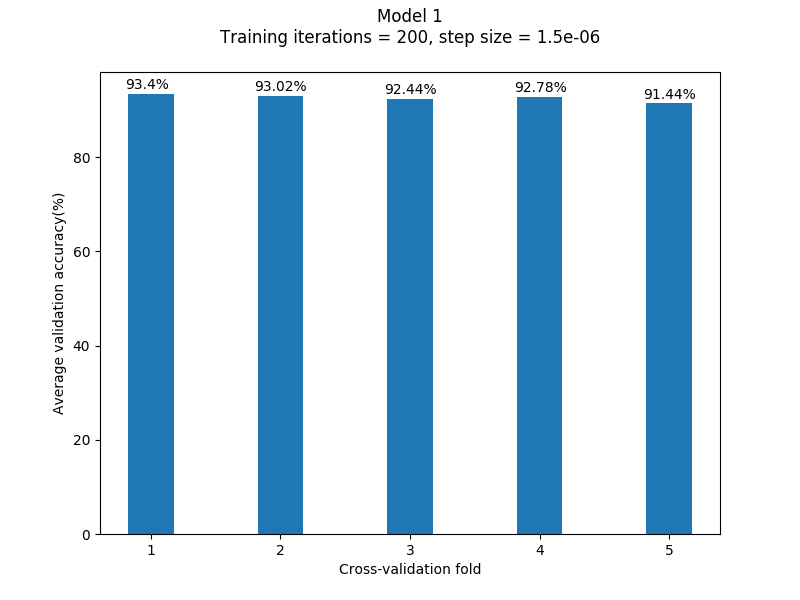 Model 1
Training iterations = 200, step size = 1.5e-06
93.4%
93.02%
92.44%
92.78%
91.44%
80
60
40
20
0
Average validation accuracy(%)
1 2 3 4 5
Cross-validation fold